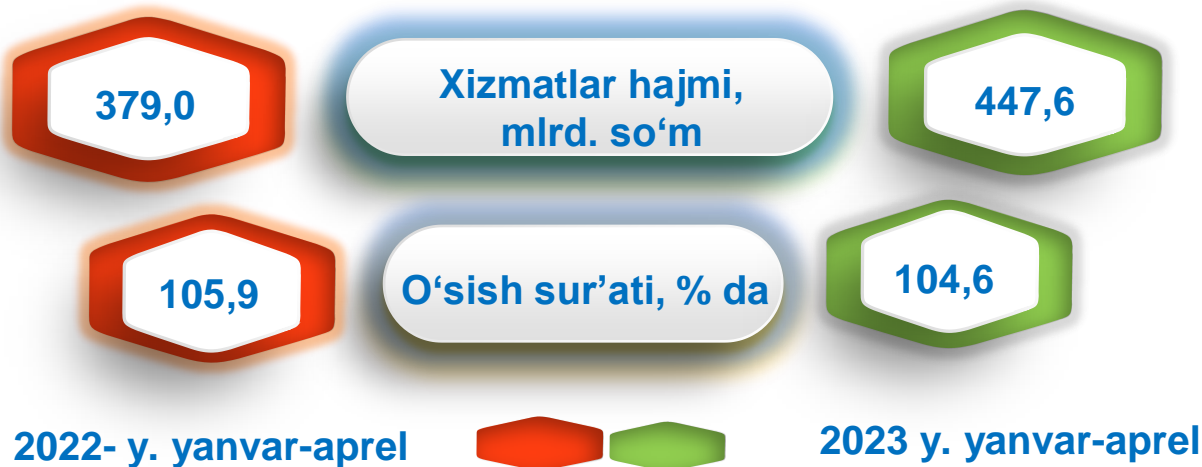 379,0
Xizmatlar hajmi,
mlrd. so‘m
447,6
105,9
O‘sish sur’ati, % da
104,6
2022- y. yanvar-aprel
2023 y. yanvar-aprel